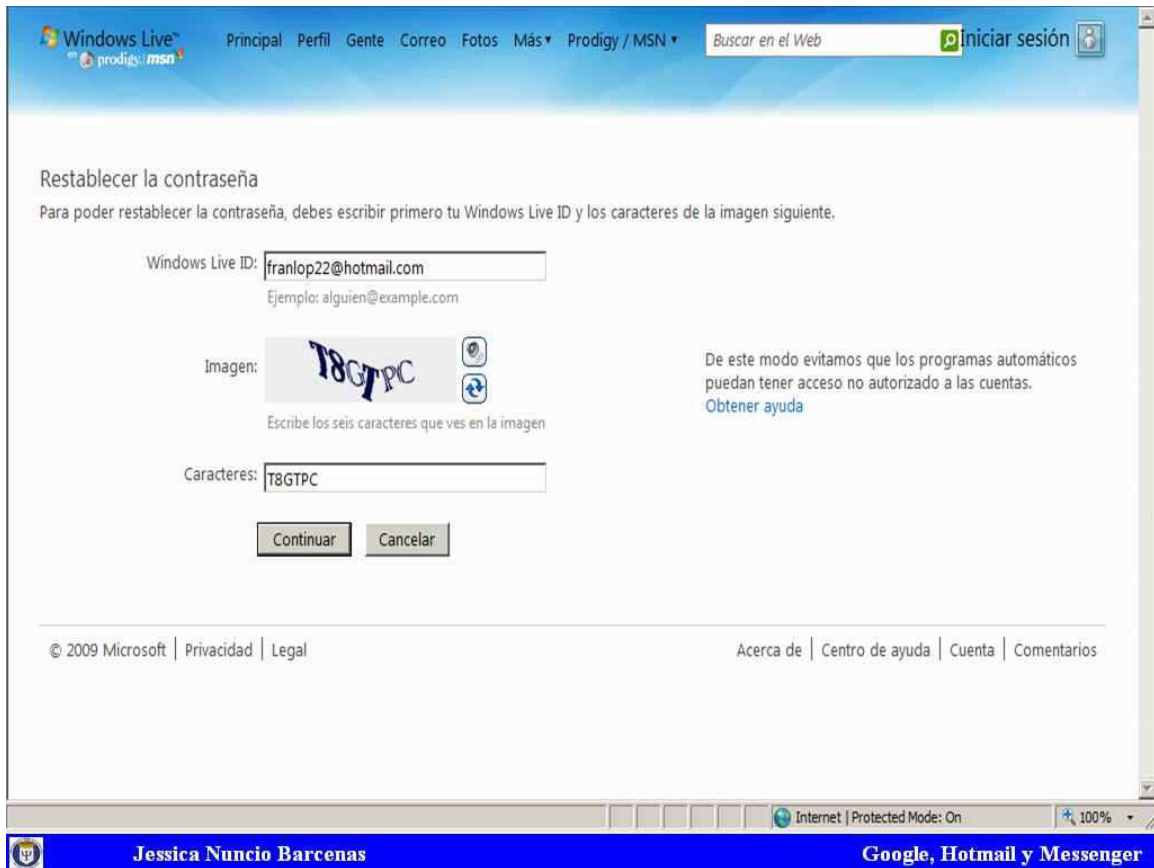 Windows Live™
en prodigy/msn
Principal Perfil Gente Correo Fotos Más Prodigy / MSN
Buscar en el Web
Iniciar sesión
Restablecer la contraseña
Para poder restablecer la contraseña, debes escribir primero tu Windows Live ID y los caracteres de la imagen siguiente.
Windows Live ID: franlop22@hotmail.com
Ejemplo: alguien@example.com
Imagen: T8GTPC
Escribe los seis caracteres que ves en la imagen
De este modo evitamos que los programas automáticos
puedan tener acceso no autorizado a las cuentas.
Obtener ayuda
Caracteres: T8GTPC
Continuar Cancelar
© 2009 Microsoft | Privacidad | Legal
Acerca de | Centro de ayuda | Cuenta | Comentarios
Internet | Protected Mode: On
100%
Jessica Nuncio Barcenas
Google, Hotmail y Messenger